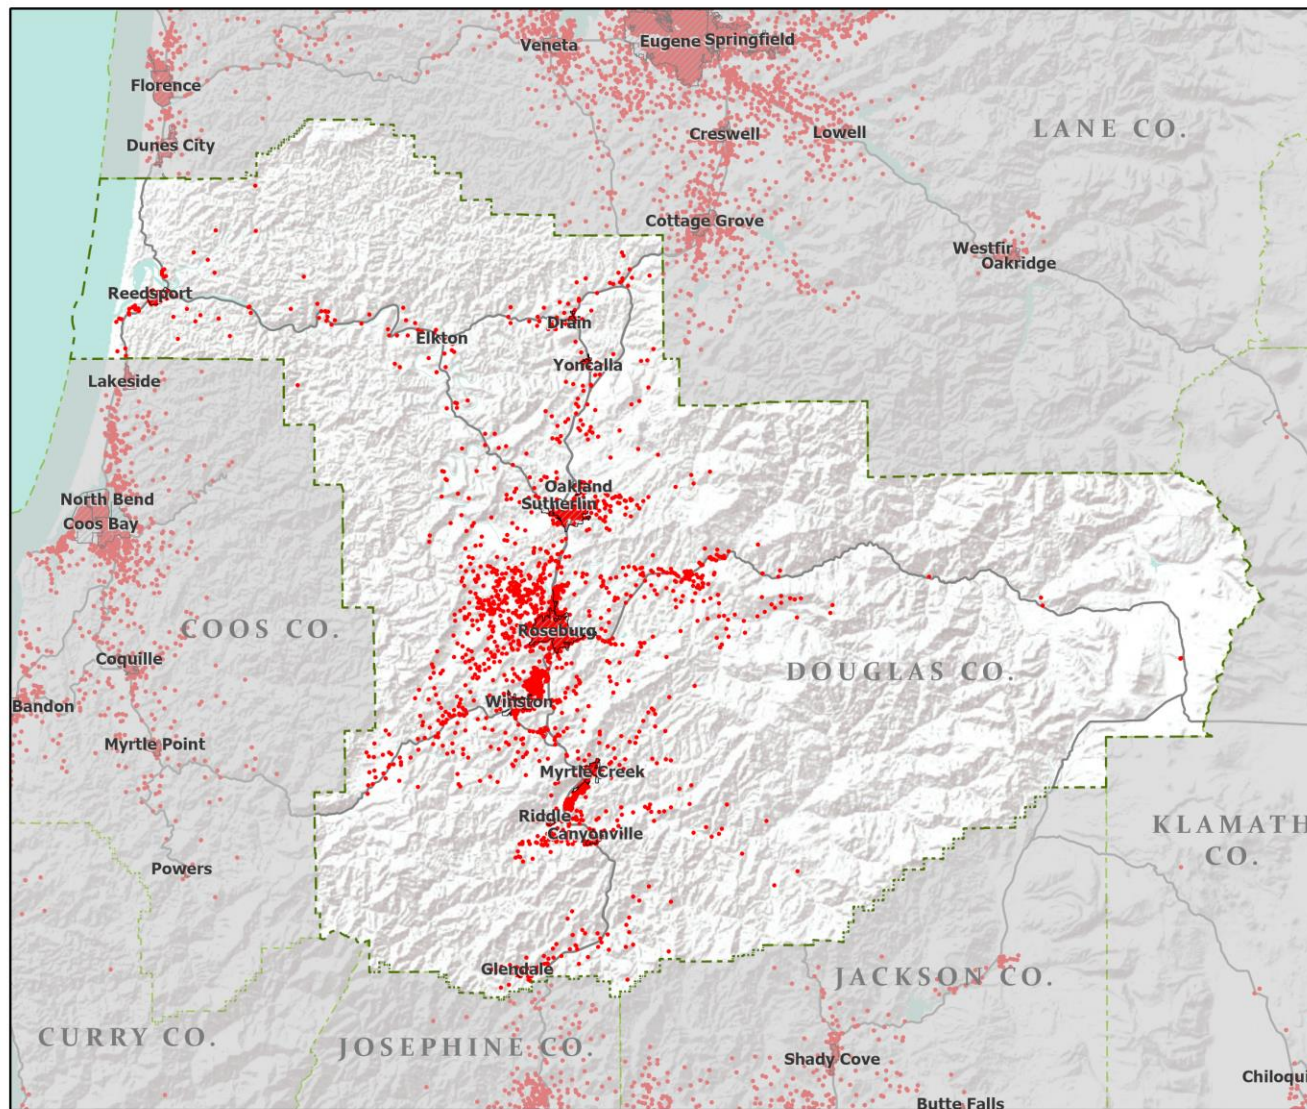 Veneta
Eugene Springfield
Florence
Dunes City
Creswell
Lowell
LANE CO.
Cottage Grove
Westfir
Oakridge
Reedsport
Elkton
Drain
Yoncalla
Lakeside
Oakland
Sutherlin
North Bend
Coos Bay
COOS CO.
Roseburg
Coquille
DOUGLAS CO.
Bandon
Winston
Myrtle Point
Myrtle Creek
Riddle
Canyonville
KLAMATH
CO.
Powers
Glendale
JACKSON CO.
CURRY CO.
JOSEPHINE CO.
Shady Cove
Chiloqui
Butte Falls